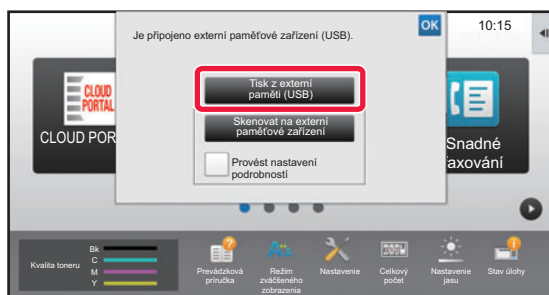 Je připojeno externí paměťové zařízení (USB).
OK
10:15
Tisk z externí
paměti (USB)
Skenovat na externí
paměťové zařízení
Provést nastavení
podrobností
CLOUD
PORTAL
CLOUD POR
Snadné
faxování
Kvalita toneru
Bk
C
M
Y
Prevádzková
príručka
Režim
zväčšeného
zobrazenia
Nastavenie
Celkový
počet
Nastavenie
jasu
Stav úlohy